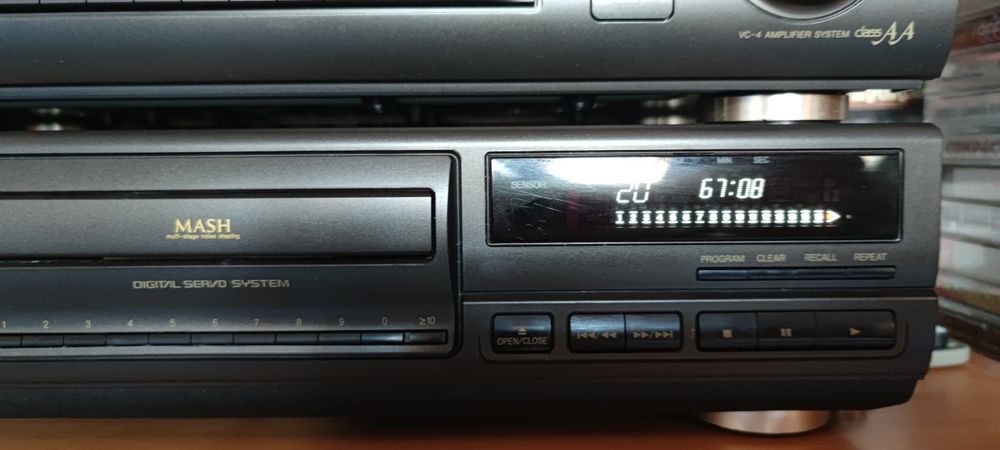 VC-4 AMPLIFIER SYSTEM class AA
MIN SEC
SENSOR 20 67:08
MASH
multi-stage noise shaping
PROGRAM CLEAR RECALL REPEAT
DIGITAL SERVO SYSTEM
1 2 3 4 5 6 7 8 9 0 ≥10
OPEN/CLOSE